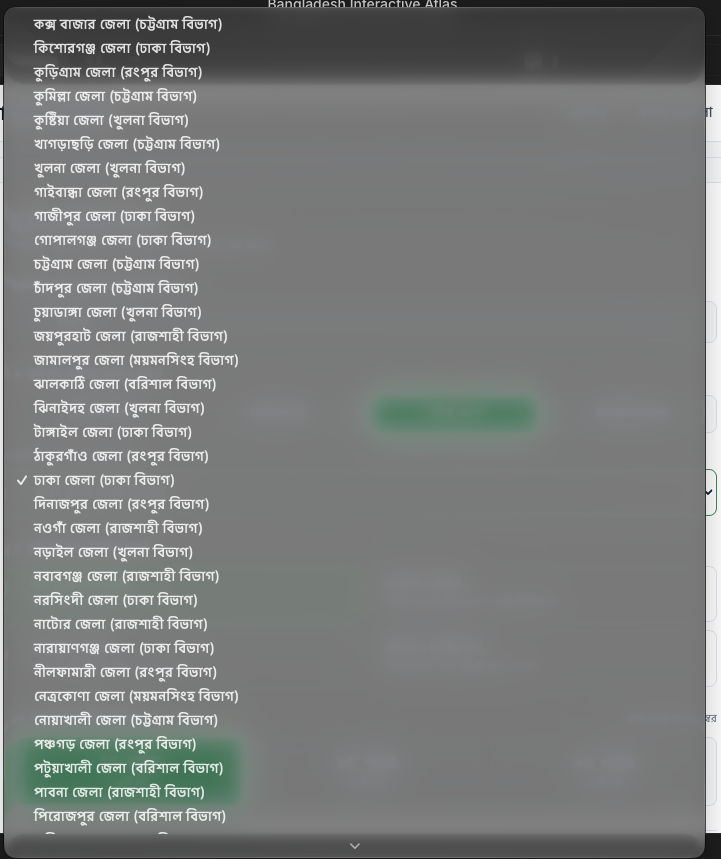 Bangladesh Interactive Atlas
কক্স বাজার জেলা (চট্টগ্রাম বিভাগ)
কিশোরগঞ্জ জেলা (ঢাকা বিভাগ)
কুড়িগ্রাম জেলা (রংপুর বিভাগ)
কুমিল্লা জেলা (চট্টগ্রাম বিভাগ)
কুষ্টিয়া জেলা (খুলনা বিভাগ)
খাগড়াছড়ি জেলা (চট্টগ্রাম বিভাগ)
খুলনা জেলা (খুলনা বিভাগ)
গাইবান্ধা জেলা (রংপুর বিভাগ)
গাজীপুর জেলা (ঢাকা বিভাগ)
গোপালগঞ্জ জেলা (ঢাকা বিভাগ)
চট্টগ্রাম জেলা (চট্টগ্রাম বিভাগ)
চাঁদপুর জেলা (চট্টগ্রাম বিভাগ)
চুয়াডাঙ্গা জেলা (খুলনা বিভাগ)
জয়পুরহাট জেলা (রাজশাহী বিভাগ)
জামালপুর জেলা (ময়মনসিংহ বিভাগ)
ঝালকাঠি জেলা (বরিশাল বিভাগ)
ঝিনাইদহ জেলা (খুলনা বিভাগ)
টাঙ্গাইল জেলা (ঢাকা বিভাগ)
ঠাকুরগাঁও জেলা (রংপুর বিভাগ)
✓ ঢাকা জেলা (ঢাকা বিভাগ)
দিনাজপুর জেলা (রংপুর বিভাগ)
নওগাঁ জেলা (রাজশাহী বিভাগ)
নড়াইল জেলা (খুলনা বিভাগ)
নবাবগঞ্জ জেলা (রাজশাহী বিভাগ)
নরসিংদী জেলা (ঢাকা বিভাগ)
নাটোর জেলা (রাজশাহী বিভাগ)
নারায়াণগঞ্জ জেলা (ঢাকা বিভাগ)
নীলফামারী জেলা (রংপুর বিভাগ)
নেত্রকোণা জেলা (ময়মনসিংহ বিভাগ)
নোয়াখালী জেলা (চট্টগ্রাম বিভাগ)
পঞ্চগড় জেলা (রংপুর বিভাগ)
পটুয়াখালী জেলা (বরিশাল বিভাগ)
পাবনা জেলা (রাজশাহী বিভাগ)
পিরোজপুর জেলা (বরিশাল বিভাগ)